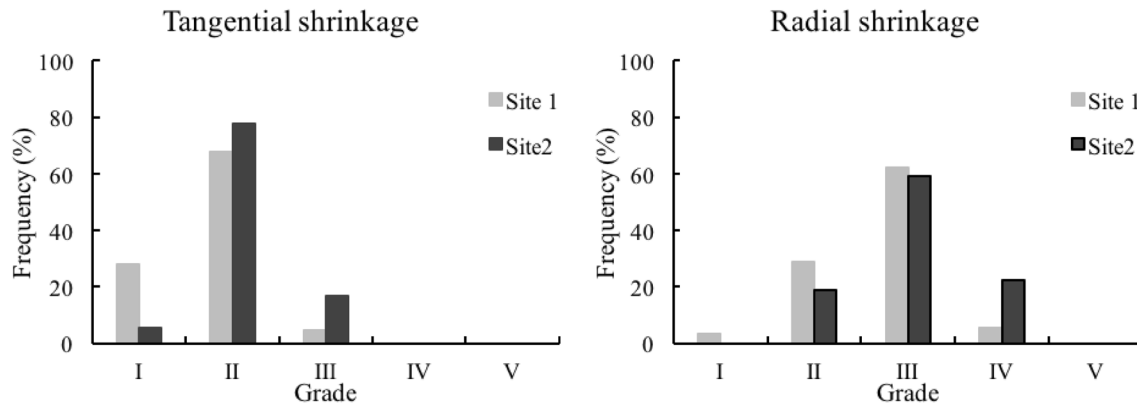 Tangential shrinkage
100
80
60
40
20
0
Frequency (%)
Site 1
Site2
I II III IV V
Grade
Radial shrinkage
100
80
60
40
20
0
Frequency (%)
Site 1
Site2
I II III IV V
Grade